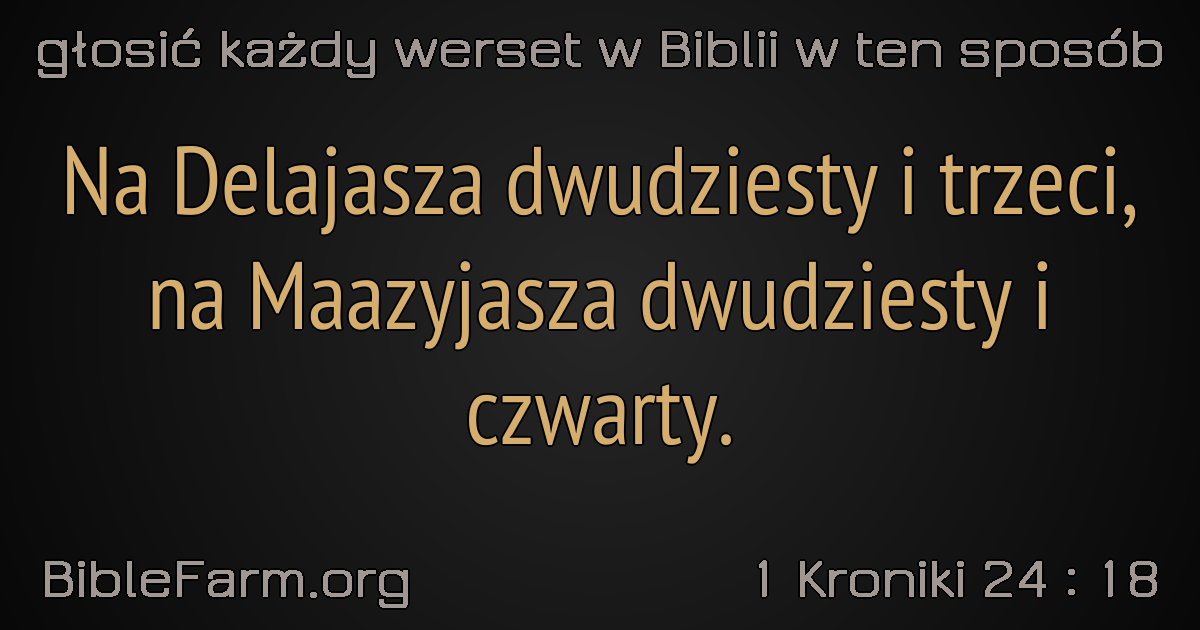 głosić każdy werset w Biblii w ten sposób
Na Delajasza dwudziesty i trzeci,
na Maazyjasza dwudziesty i
czwarty.
BibleFarm.org
1 Kroniki 24 : 18